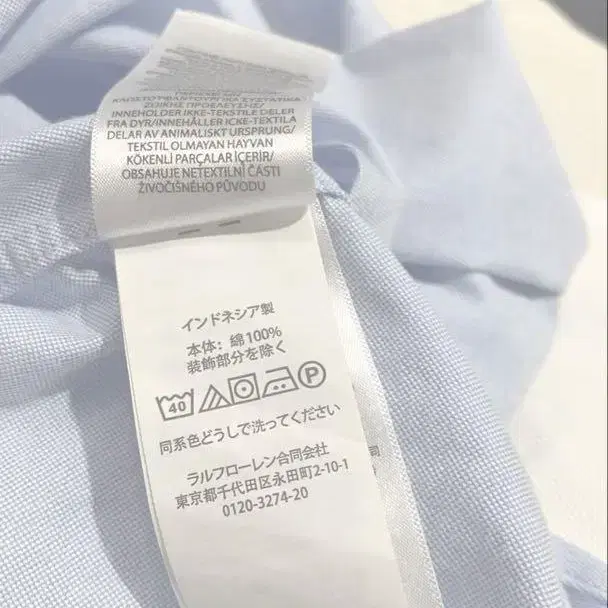 ΚΑΠΟΙΟΥ
ΖΩΙΚΗΣ ΠΡΟΕΛΕΥΣΗΣ/
INNEHOLDER IKKE-TEKSTILE DELER
FRA DYR/INNEHÅLLER ICKE-TEXTILA
DELAR AV ANIMALISKT URSPRUNG/
TEKSTIL OLMAYAN HAYVAN
KÖKENLİ PARÇALAR İÇERİR/
OBSAHUJE NETEXTILNÍ ČÁSTI
ŽIVOČIŠNÉHO PŮVODU
インドネシア製
本体: 綿100%
装飾部分を除く
40 P
同系色どうしで洗ってください
ラルフローレン合同会社
東京都千代田区永田町2-10-1
0120-3274-20